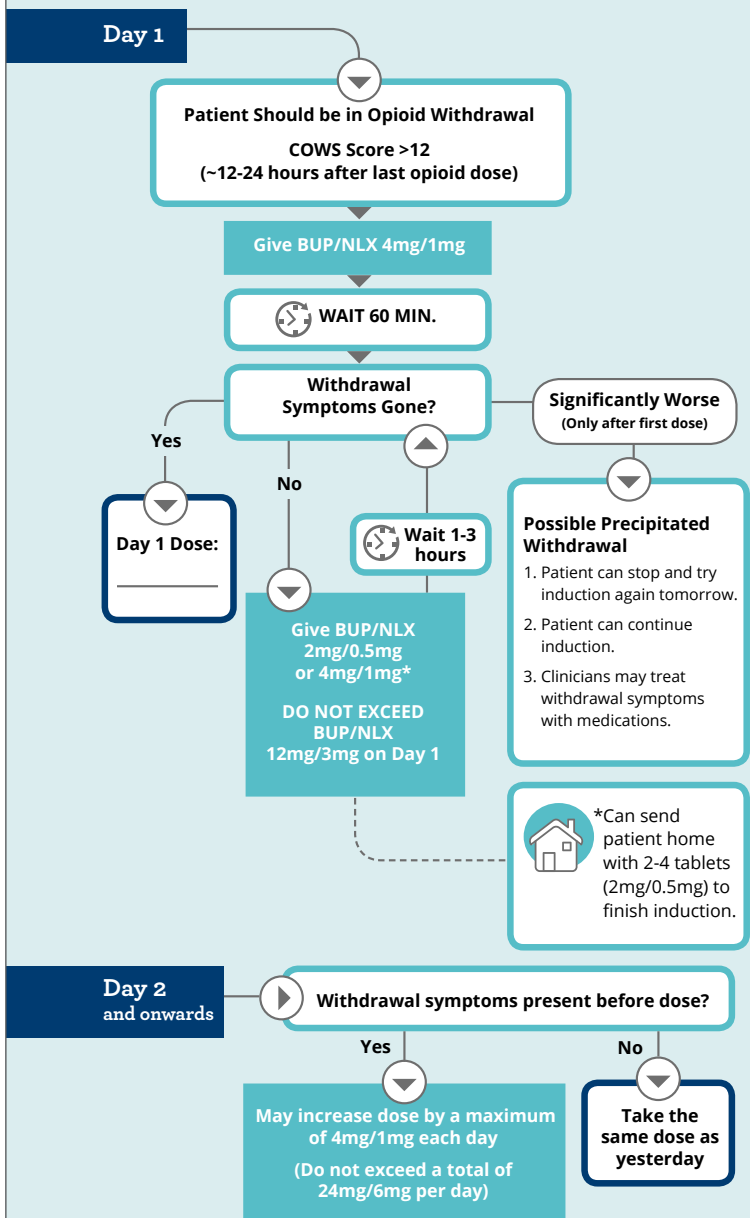 Day 1
Patient Should be in Opioid Withdrawal
COWS Score >12
(~12-24 hours after last opioid dose)
Give BUP/NLX 4mg/1mg
WAIT 60 MIN.
Withdrawal
Symptoms Gone?
Significantly Worse
(Only after first dose)
Yes
No
Day 1 Dose:
Wait 1-3
hours
Possible Precipitated
Withdrawal
1. Patient can stop and try
induction again tomorrow.
2. Patient can continue
induction.
3. Clinicians may treat
withdrawal symptoms
with medications.
Give BUP/NLX
2mg/0.5mg
or 4mg/1mg*
DO NOT EXCEED
BUP/NLX
12mg/3mg on Day 1
*Can send
patient home
with 2-4 tablets
(2mg/0.5mg) to
finish induction.
Day 2
and onwards
Withdrawal symptoms present before dose?
Yes
No
May increase dose by a maximum
of 4mg/1mg each day
(Do not exceed a total of
24mg/6mg per day)
Take the
same dose as
yesterday